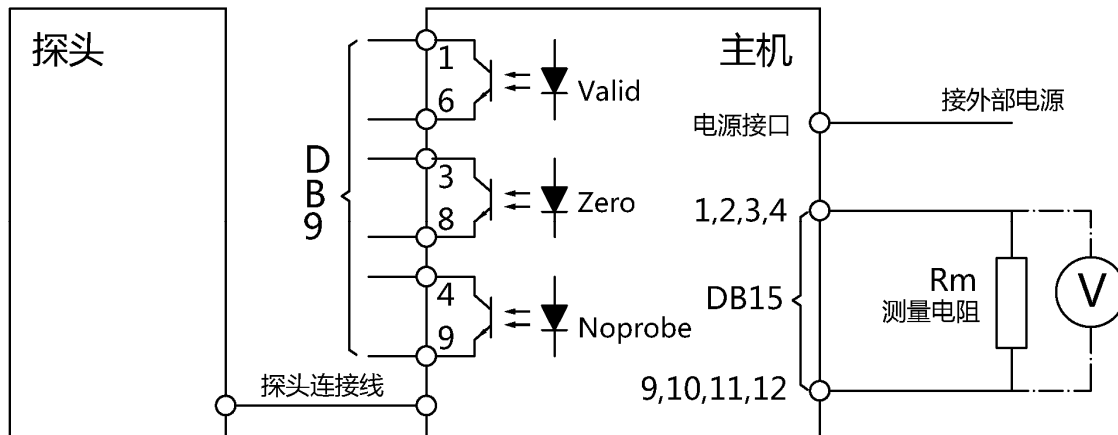 探头
主机
DB9
1
6
Valid
3
8
Zero
4
9
Noprobe
探头连接线
电源接口
接外部电源
1,2,3,4
DB15
9,10,11,12
Rm
测量电阻
V